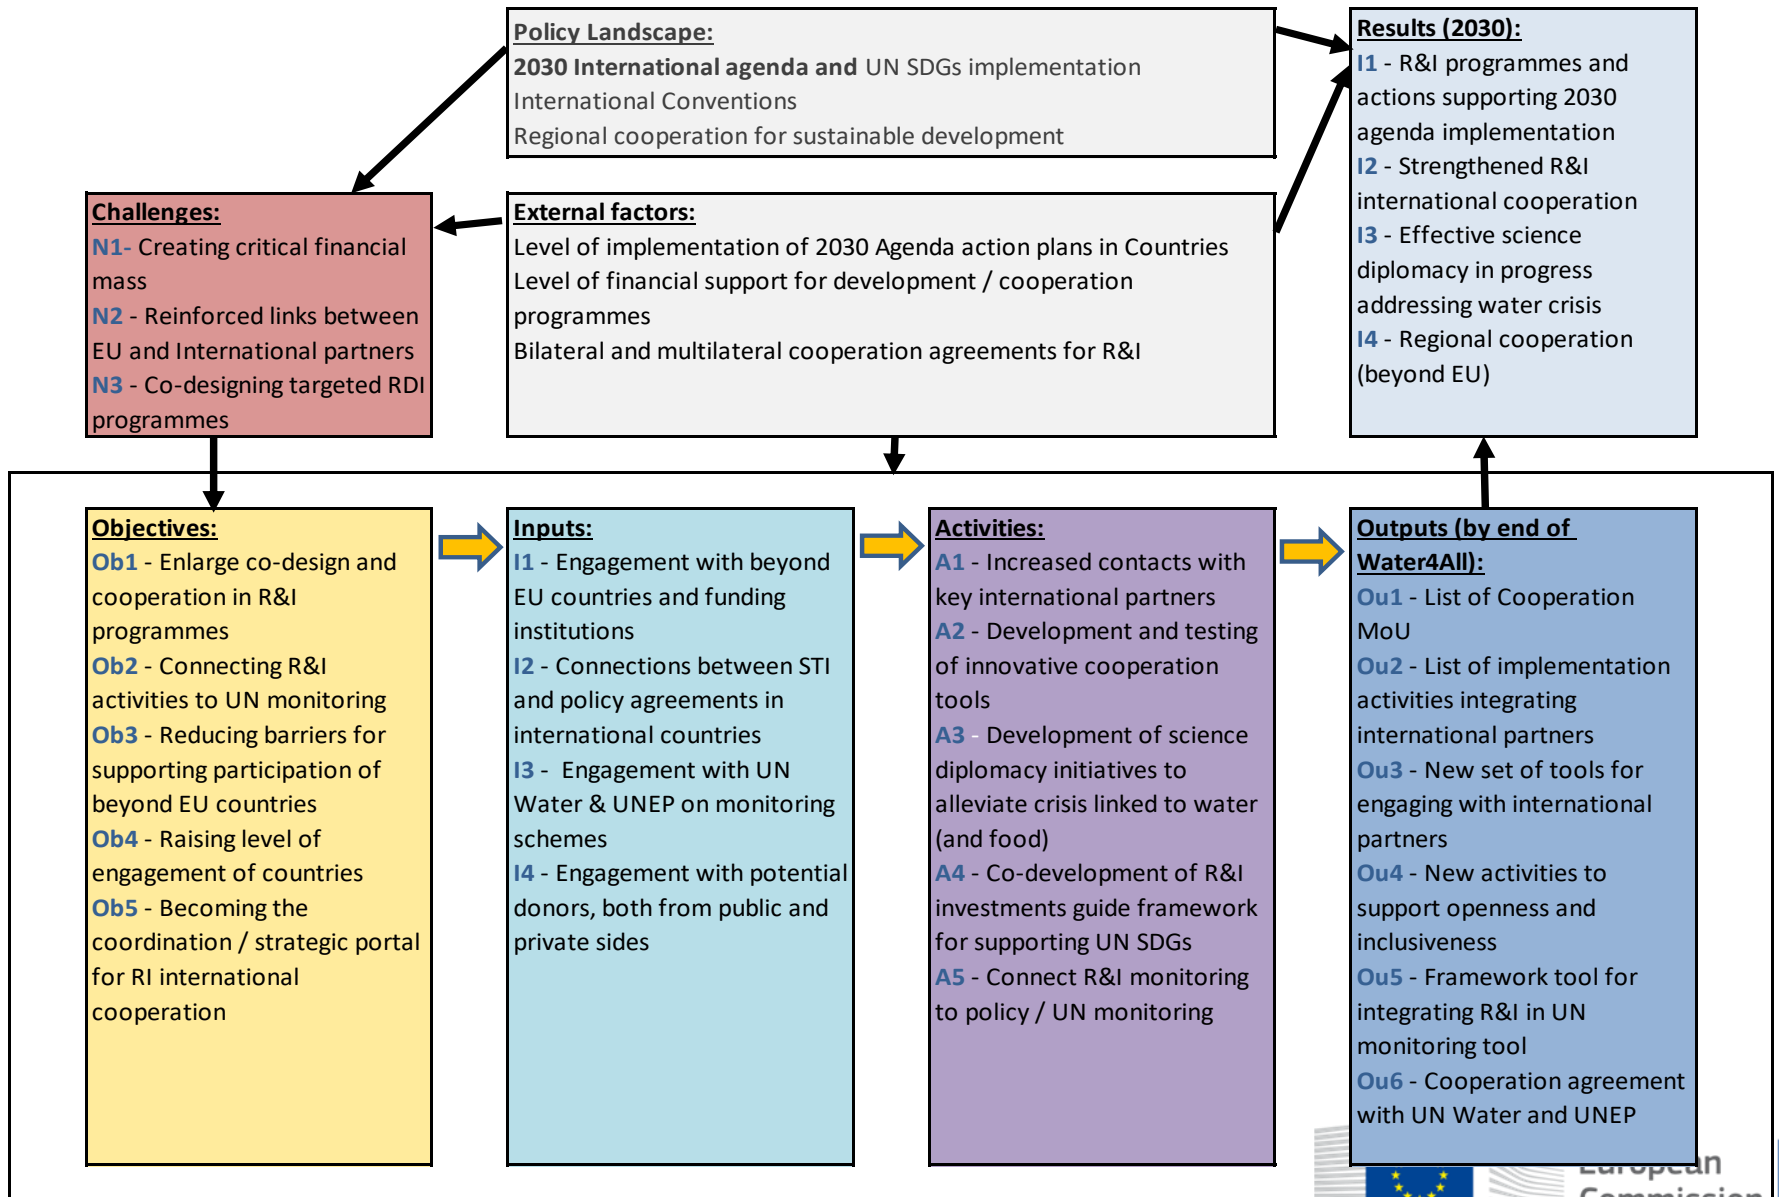 Policy Landscape:
2030 International agenda and UN SDGs implementation
International Conventions
Regional cooperation for sustainable development
Results (2030):
I1 - R&I programmes and
actions supporting 2030
agenda implementation
I2 - Strengthened R&I
international cooperation
I3 - Effective science
diplomacy in progress
addressing water crisis
I4 - Regional cooperation
(beyond EU)
Challenges:
N1- Creating critical financial
mass
N2 - Reinforced links between
EU and International partners
N3 - Co-designing targeted RDI
programmes
External factors:
Level of implementation of 2030 Agenda action plans in Countries
Level of financial support for development / cooperation
programmes
Bilateral and multilateral cooperation agreements for R&I
Objectives:
Ob1 - Enlarge co-design and
cooperation in R&I
programmes
Ob2 - Connecting R&I
activities to UN monitoring
Ob3 - Reducing barriers for
supporting participation of
beyond EU countries
Ob4 - Raising level of
engagement of countries
Ob5 - Becoming the
coordination / strategic portal
for RI international
cooperation
Inputs:
I1 - Engagement with beyond
EU countries and funding
institutions
I2 - Connections between STI
and policy agreements in
international countries
I3 - Engagement with UN
Water & UNEP on monitoring
schemes
I4 - Engagement with potential
donors, both from public and
private sides
Activities:
A1 - Increased contacts with
key international partners
A2 - Development and testing
of innovative cooperation
tools
A3 - Development of science
diplomacy initiatives to
alleviate crisis linked to water
(and food)
A4 - Co-development of R&I
investments guide framework
for supporting UN SDGs
A5 - Connect R&I monitoring
to policy / UN monitoring
Outputs (by end of
Water4All):
Ou1 - List of Cooperation
MoU
Ou2 - List of implementation
activities integrating
international partners
Ou3 - New set of tools for
engaging with international
partners
Ou4 - New activities to
support openness and
inclusiveness
Ou5 - Framework tool for
integrating R&I in UN
monitoring tool
Ou6 - Cooperation agreement
with UN Water and UNEP
European
Commission